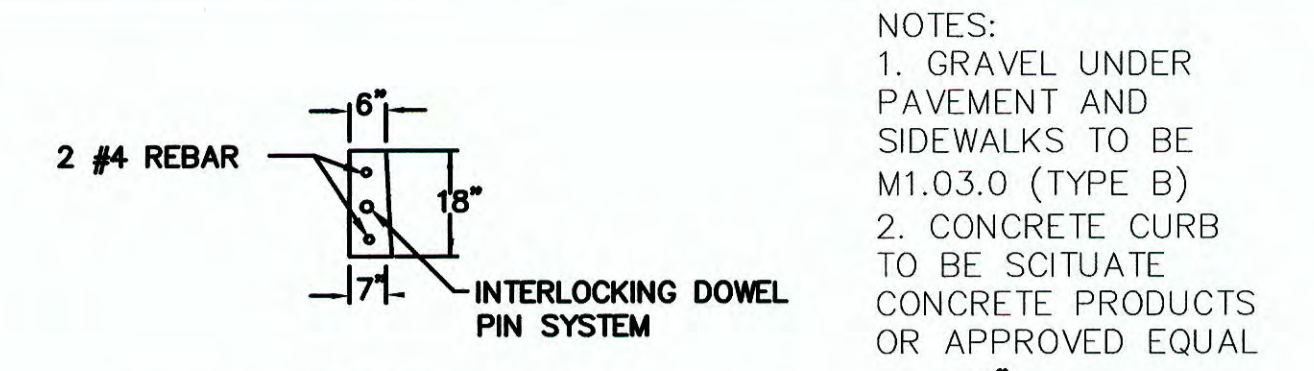 6"
2 #4 REBAR
18"
7"
INTERLOCKING DOWEL
PIN SYSTEM
NOTES:
1. GRAVEL UNDER
PAVEMENT AND
SIDEWALKS TO BE
M1.03.0 (TYPE B)
2. CONCRETE CURB
TO BE SCITUATE
CONCRETE PRODUCTS
OR APPROVED EQUAL